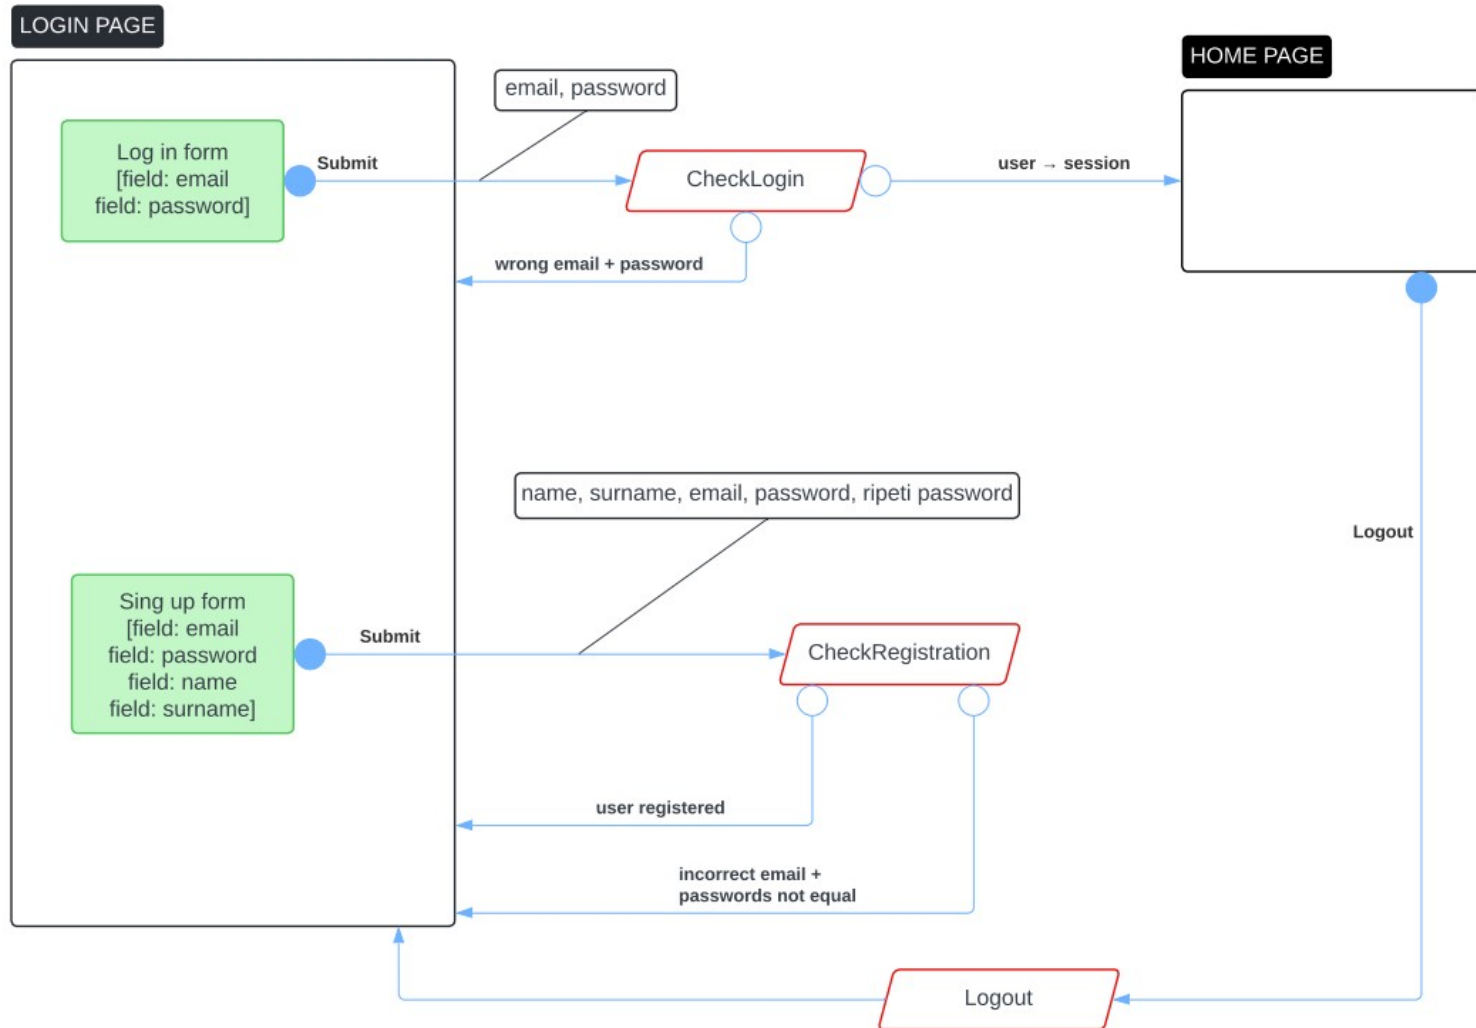 LOGIN PAGE
HOME PAGE
email, password
Log in form
[field: email
field: password]
Submit
CheckLogin
user → session
wrong email + password
name, surname, email, password, ripeti password
Logout
Sing up form
[field: email
field: password
field: name
field: surname]
Submit
CheckRegistration
user registered
incorrect email +
passwords not equal
Logout